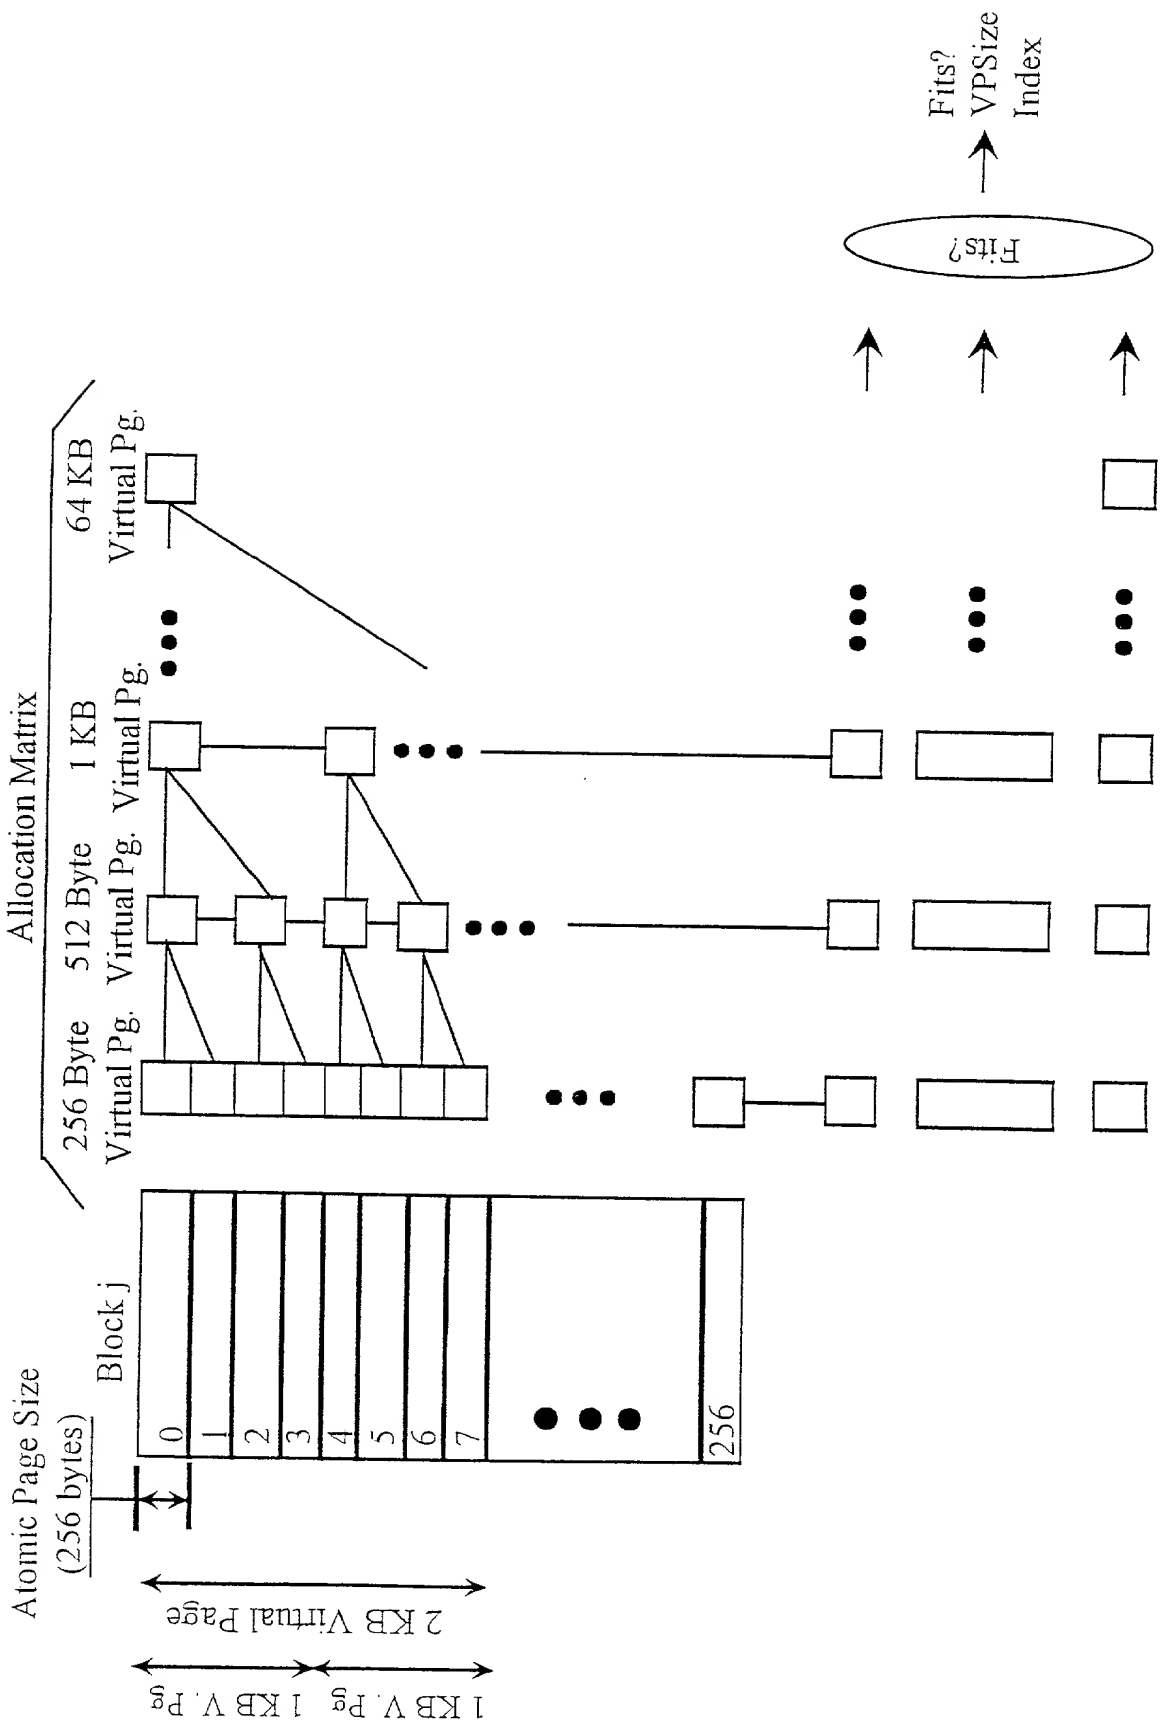 Allocation Matrix
Atomic Page Size
(256 bytes)
Block j
256 Byte
Virtual Pg.
512 Byte
Virtual Pg.
1 KB
Virtual Pg.
64 KB
Virtual Pg.
1 KB V. Pg
1 KB V. Pg
2 KB Virtual Page
0
1
2
3
4
5
6
7
256
Fits?
Fits?
VPSize
Index